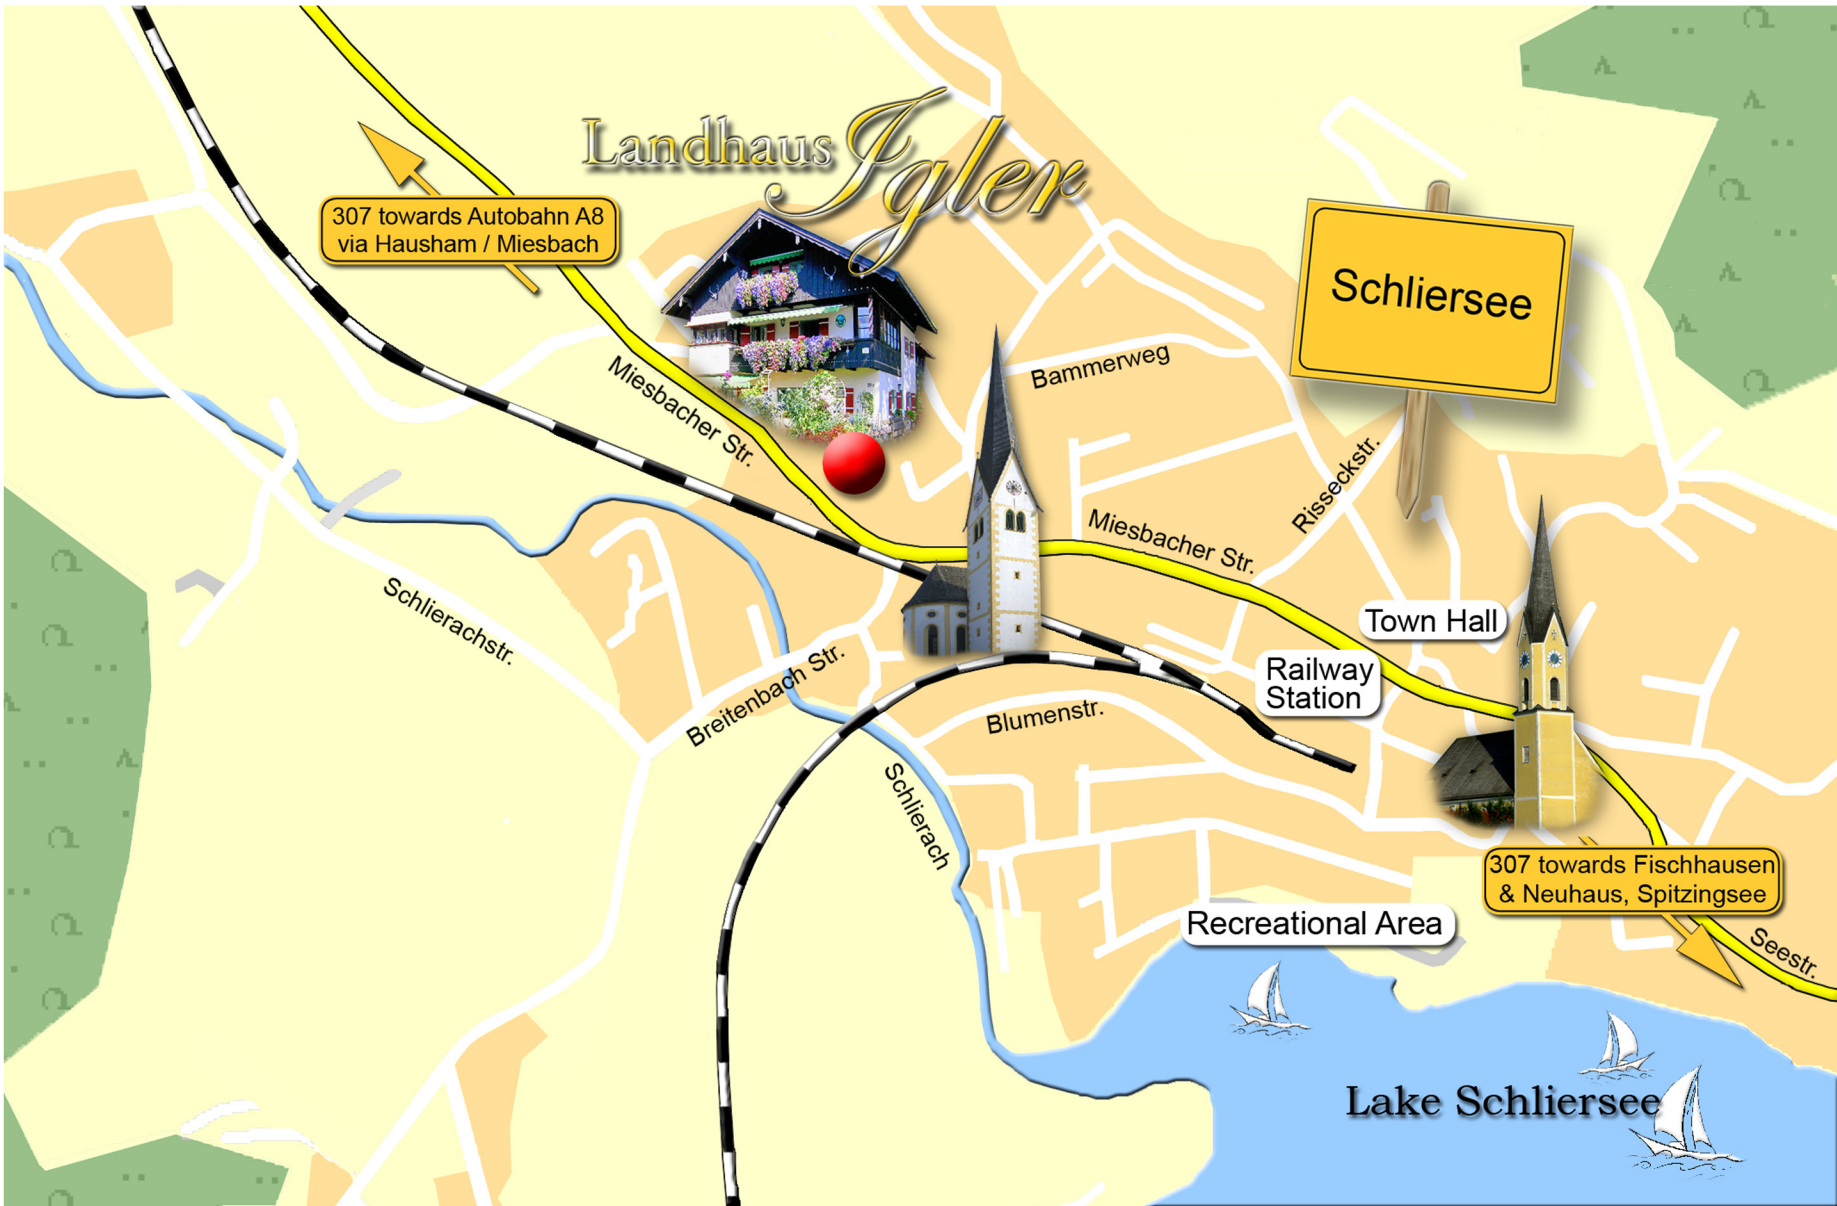 Landhaus Igler
307 towards Autobahn A8
via Hausham / Miesbach
Schliersee
Miesbacher Str.
Bammerweg
Risseckstr.
Miesbacher Str.
Schlierachstr.
Town Hall
Railway
Station
Breitenbach Str.
Blumenstr.
Schlierach
307 towards Fischhausen
& Neuhaus, Spitzingsee
Recreational Area
Seestr.
Lake Schliersee